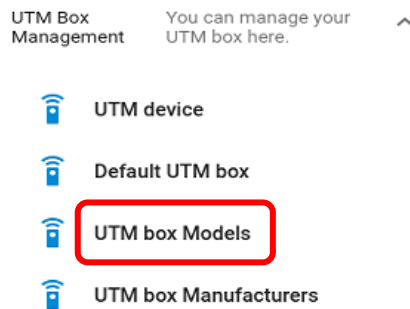 UTM Box You can manage your
Management UTM box here.
UTM device
Default UTM box
UTM box Models
UTM box Manufacturers